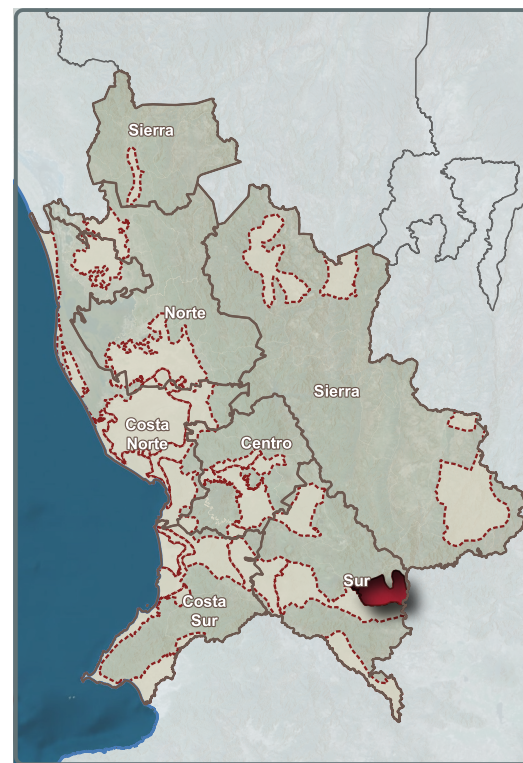 Sierra
Norte
Sierra
Costa
Norte
Centro
Sur
Costa
Sur